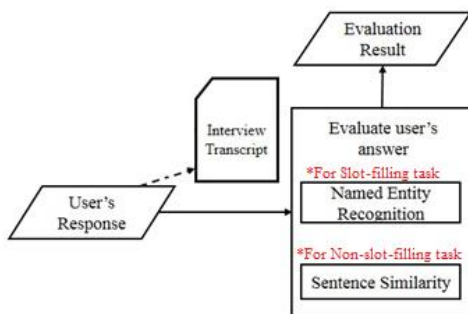 Evaluation
Result
Interview
Transcript
Evaluate user's
answer
*For Slot-filling task
Named Entity
Recognition
User's
Response
*For Non-slot-filling task
Sentence Similarity